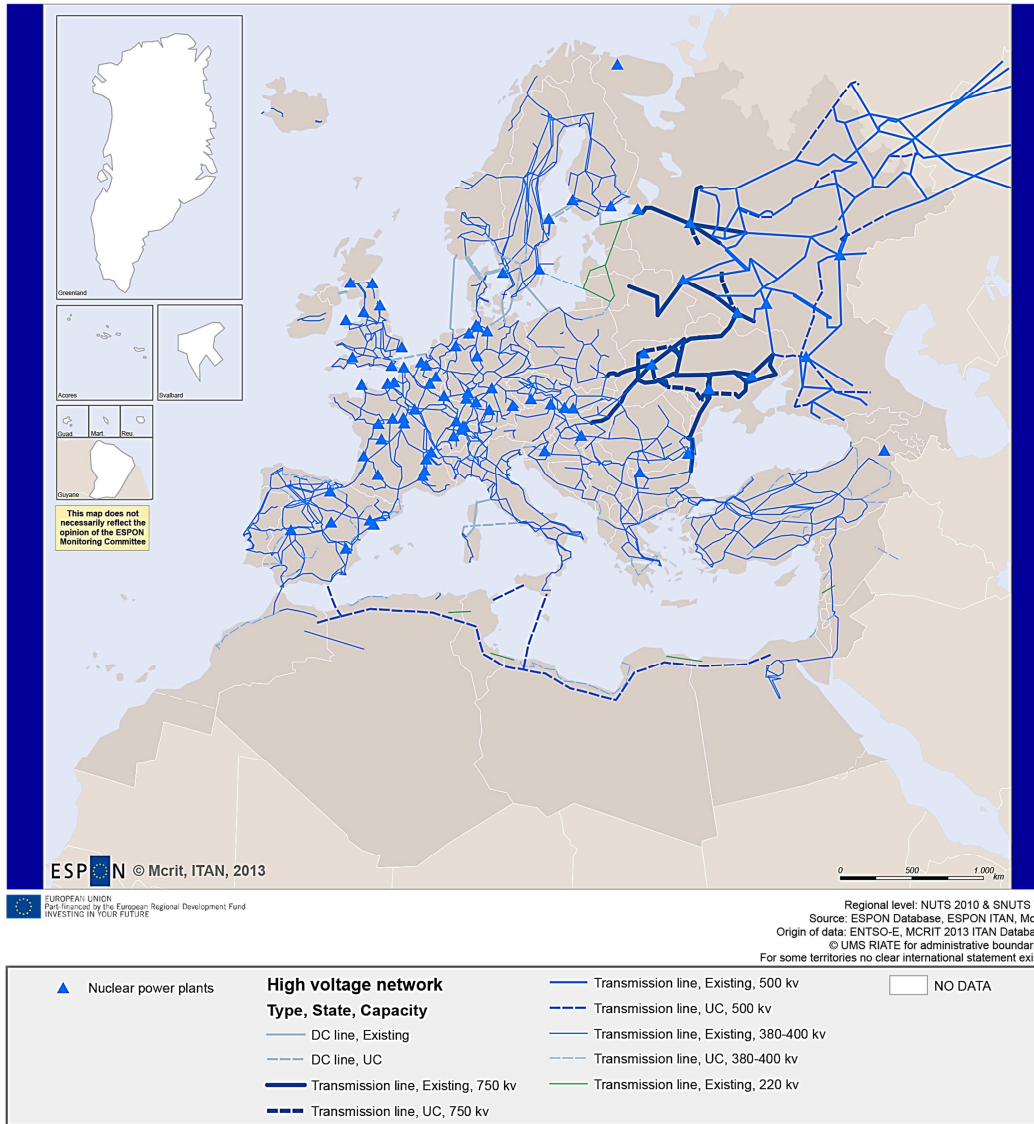 Greenland
Acores
Svalbard
Guad.
Mart.
Reu.
Guyane
This map does not
necessarily reflect the
opinion of the ESPON
Monitoring Committee
ESPON © Mcrit, ITAN, 2013
0 500 1 000
km
EUROPEAN UNION
Part-financed by the European Regional Development Fund
INVESTING IN YOUR FUTURE
Regional level: NUTS 2010 & SNUTS
Source: ESPON Database, ESPON ITAN, Mc
Origin of data: ENTSO-E, MCRIT 2013 ITAN Databa
© UMS RIATE for administrative boundar
For some territories no clear international statement exi
Nuclear power plants
High voltage network
Type, State, Capacity
DC line, Existing
DC line, UC
Transmission line, Existing, 750 kv
Transmission line, UC, 750 kv
Transmission line, Existing, 500 kv
Transmission line, UC, 500 kv
Transmission line, Existing, 380-400 kv
Transmission line, UC, 380-400 kv
Transmission line, Existing, 220 kv
NO DATA